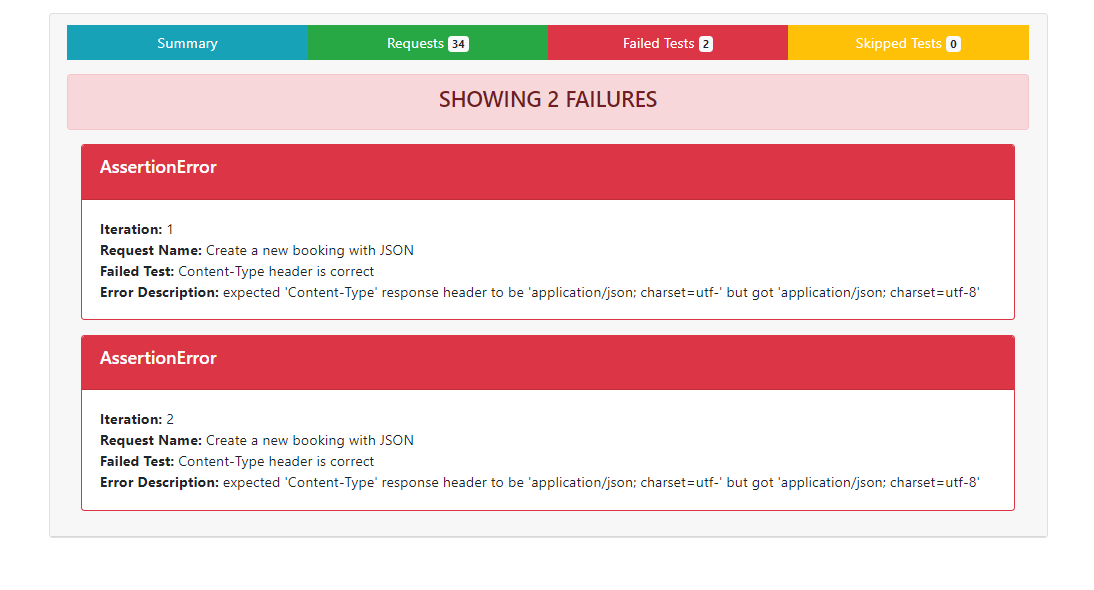 Summary
Requests 34
Failed Tests 2
Skipped Tests 0
SHOWING 2 FAILURES
AssertionError
Iteration: 1
Request Name: Create a new booking with JSON
Failed Test: Content-Type header is correct
Error Description: expected 'Content-Type' response header to be 'application/json; charset=utf-' but got 'application/json; charset=utf-8'
AssertionError
Iteration: 2
Request Name: Create a new booking with JSON
Failed Test: Content-Type header is correct
Error Description: expected 'Content-Type' response header to be 'application/json; charset=utf-' but got 'application/json; charset=utf-8'